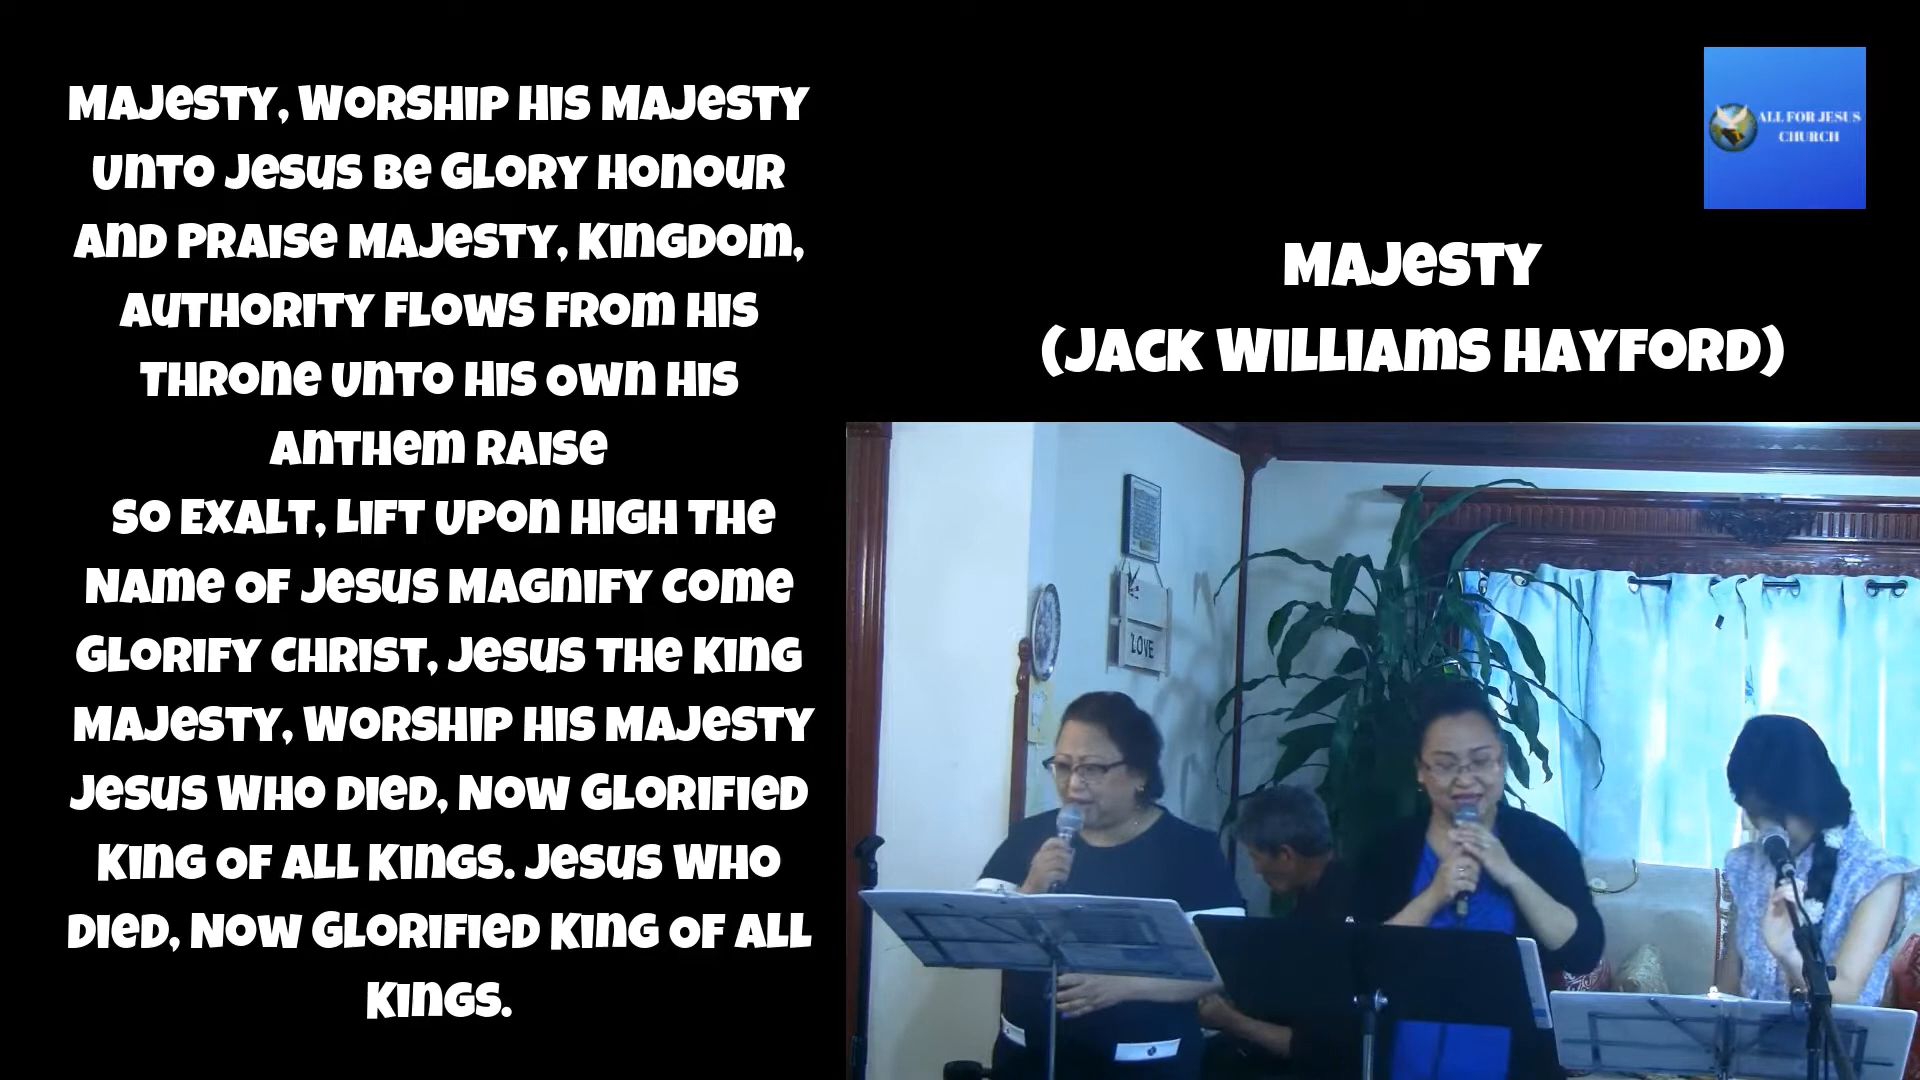 Majesty, Worship His Majesty
Unto Jesus Be Glory Honour
And Praise Majesty, Kingdom,
Authority Flows From His
Throne Unto His Own His
Anthem Raise
So Exalt, Lift Upon High The
Name Of Jesus Magnify Come
Glorify Christ, Jesus The King
Majesty, Worship His Majesty
Jesus Who Died, Now Glorified
King Of All Kings. Jesus Who
Died, Now Glorified King Of All
Kings.
ALL FOR JESUS
CHURCH
Majesty
(Jack Williams Hayford)
LOVE